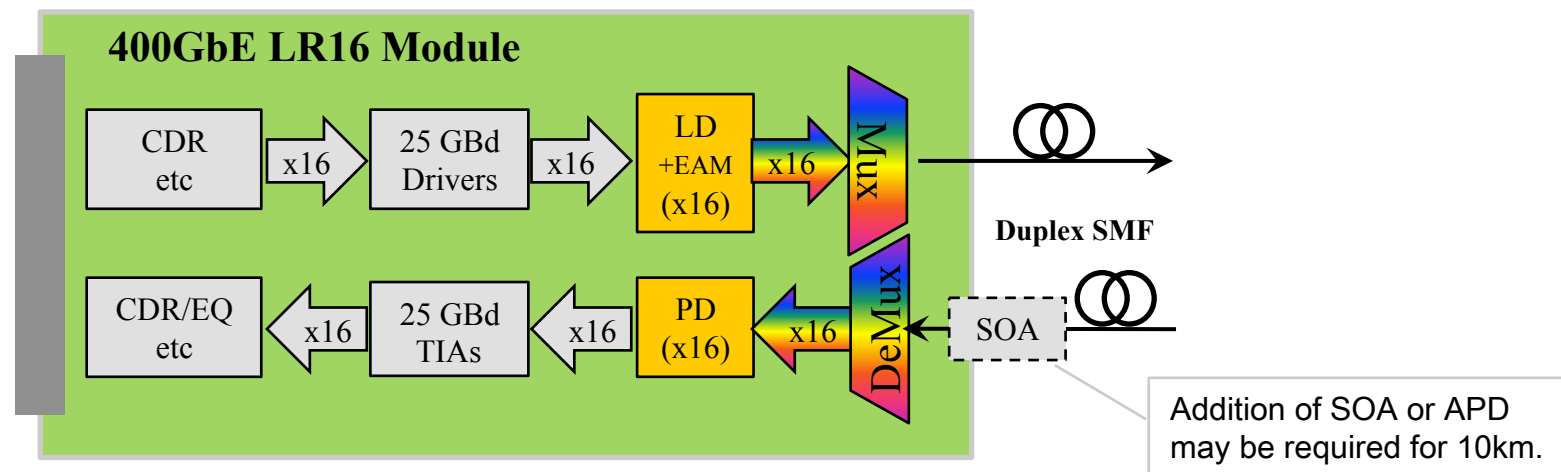 400GbE LR16 Module
CDR
etc
x16
25 GBd
Drivers
x16
LD
+EAM
(x16)
x16
Mux
Duplex SMF
CDR/EQ
etc
x16
25 GBd
TIAs
x16
PD
(x16)
x16
DeMux
SOA
Addition of SOA or APD
may be required for 10km.